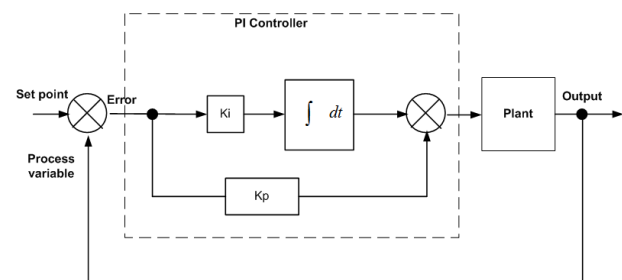 PI Controller
Set point
Error
Ki
∫ dt
Plant
Output
Process
variable
Kp